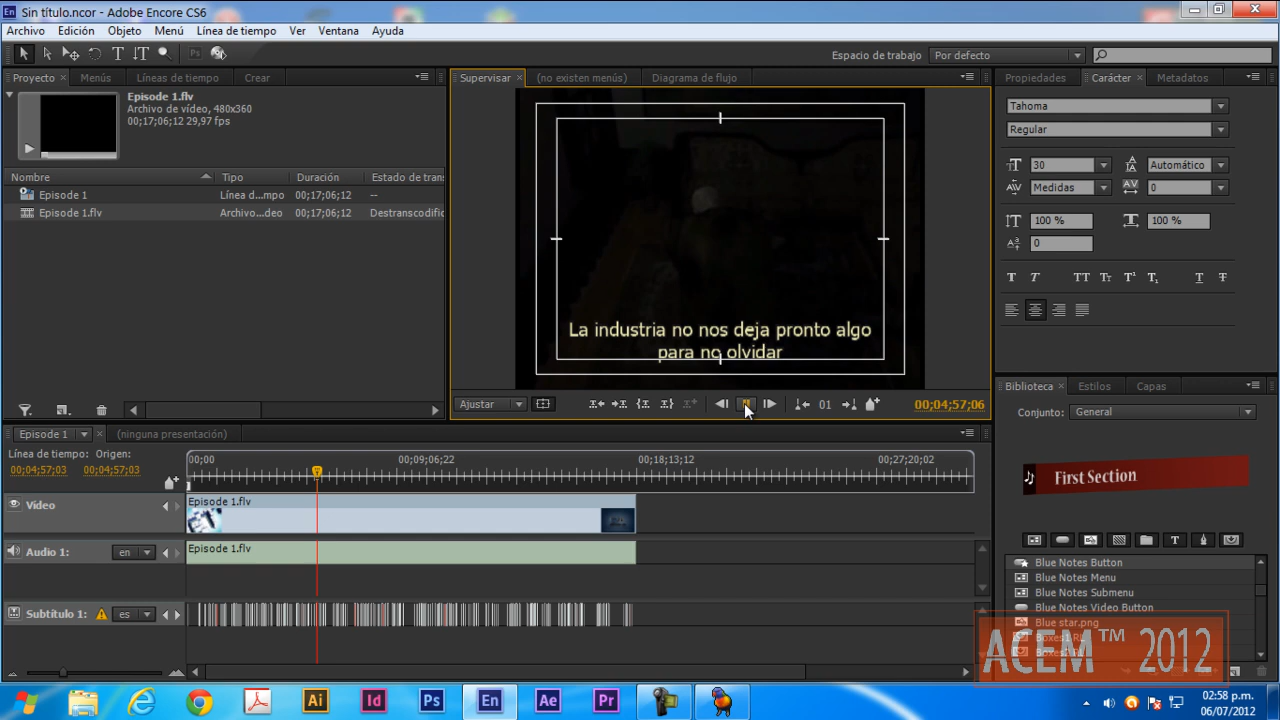 Sin título.ncor - Adobe Encore CS6
Archivo Edición Objeto Menú Línea de tiempo Ver Ventana Ayuda
Espacio de trabajo Por defecto
Proyecto Menús Líneas de tiempo Crear
Supervisar (no existen menús) Diagrama de flujo
Propiedades Carácter Metadatos
Episode 1.flv
Archivo de vídeo, 480x360
00;17;06;12 29,97 fps
Nombre Tipo Duración Estado de tran
Episode 1 Línea d...mpo 00;17;06;12 --
Episode 1.flv Archivo...deo 00;17;06;12 Destranscodific
La industria no nos deja pronto algo
para no olvidar
Ajustar 01 00;04;57;06
Tahoma
Regular
30 Automático
Medidas 0
100 % 100 %
0
Biblioteca Estilos Capas
Conjunto: General
First Section
Blue Notes Button
Blue Notes Menu
Blue Notes Submenu
Blue Notes Video Button
Blue star.png
Episode 1 (ninguna presentación)
Línea de tiempo: Origen:
00;04;57;03 00;04;57;03
00;00 00;09;06;22 00;18;13;12 00;27;20;02
Vídeo Episode 1.flv
Audio 1: en Episode 1.flv
Subtítulo 1: es
ACEM™ 2012
Ai Id Ps En Ae Pr
02:58 p.m.
06/07/2012